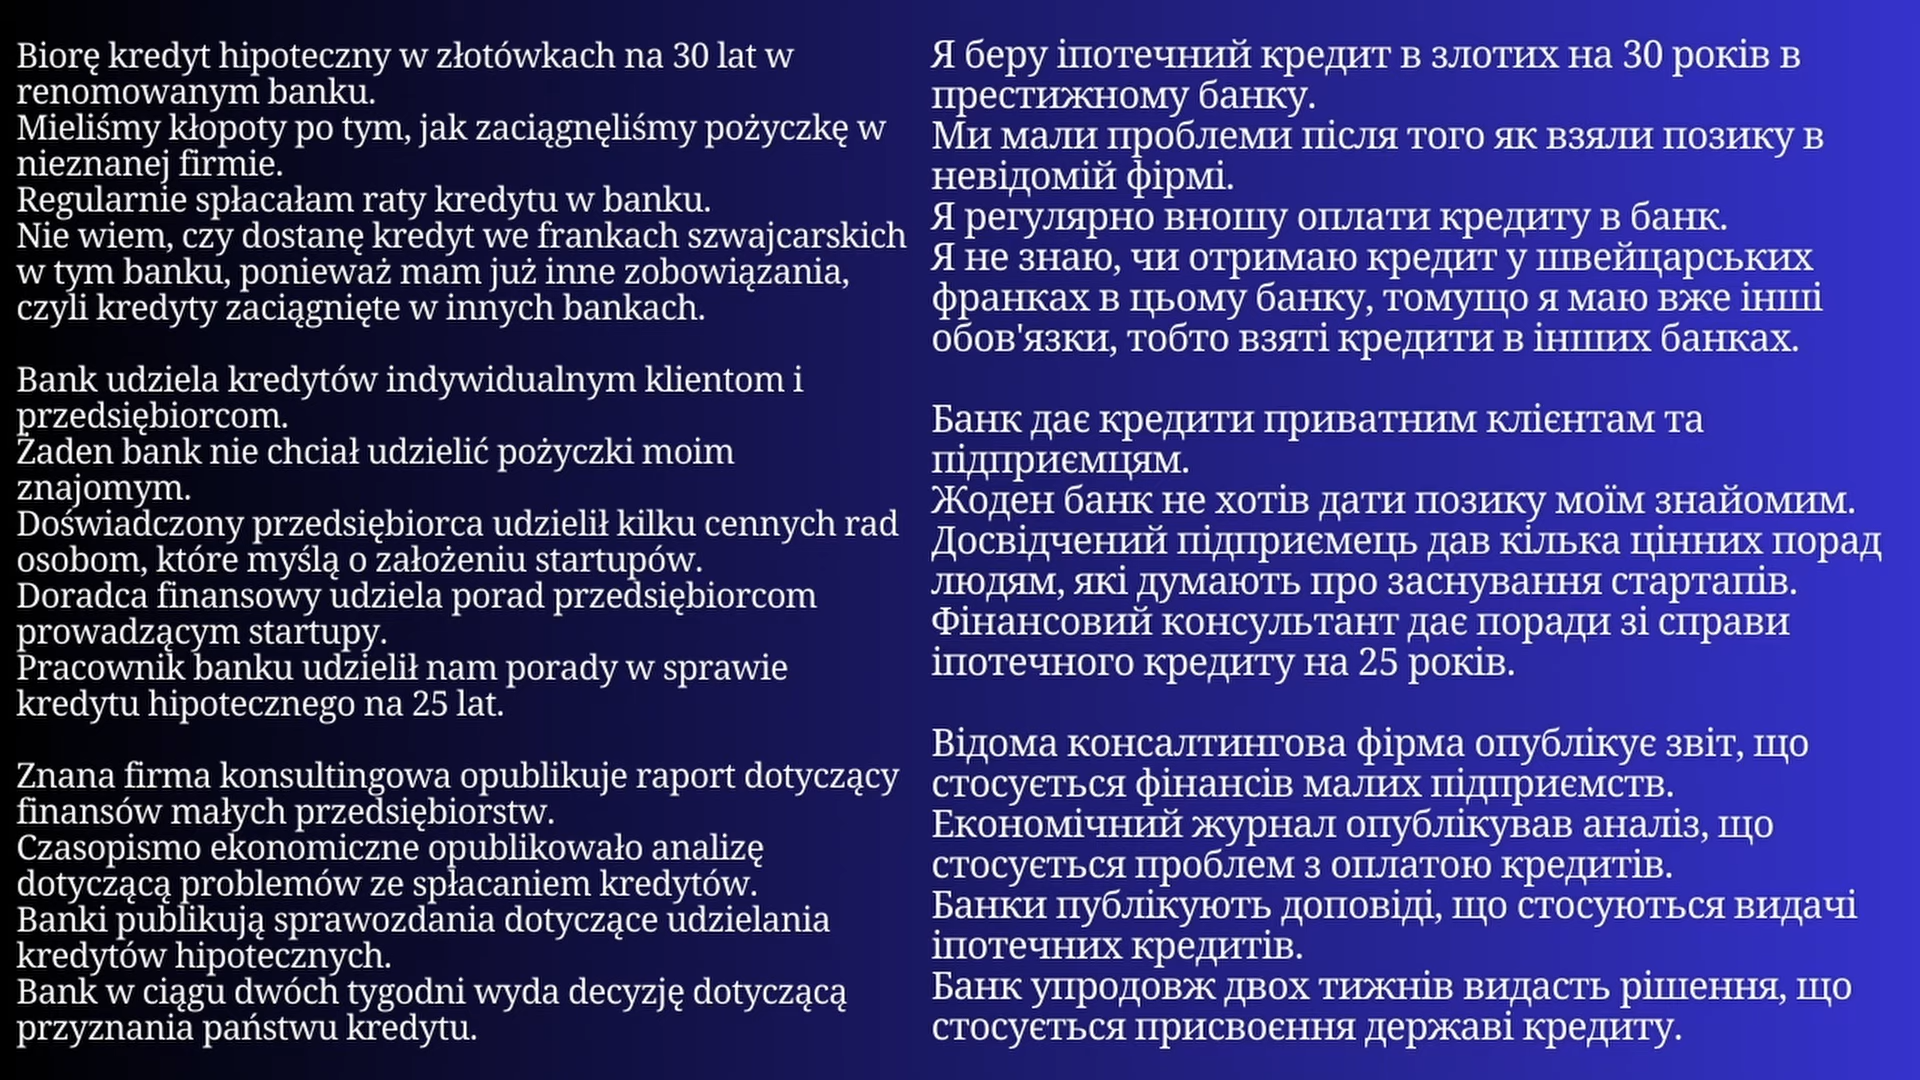 Biorę kredyt hipoteczny w złotówkach na 30 lat w
renomowanym banku.
Mieliśmy kłopoty po tym, jak zaciągnęliśmy pożyczkę w
nieznanej firmie.
Regularnie spłacałam raty kredytu w banku.
Nie wiem, czy dostanę kredyt we frankach szwajcarskich
w tym banku, ponieważ mam już inne zobowiązania,
czyli kredyty zaciągnięte w innych bankach.
Bank udziela kredytów indywidualnym klientom i
przedsiębiorcom.
Żaden bank nie chciał udzielić pożyczki moim
znajomym.
Doświadczony przedsiębiorca udzielił kilku cennych rad
osobom, które myślą o założeniu startupów.
Doradca finansowy udziela porad przedsiębiorcom
prowadzącym startupy.
Pracownik banku udzielił nam porady w sprawie
kredytu hipotecznego na 25 lat.
Znana firma konsultingowa opublikuje raport dotyczący
finansów małych przedsiębiorstw.
Czasopismo ekonomiczne opublikowało analizę
dotyczącą problemów ze spłacaniem kredytów.
Banki publikują sprawozdania dotyczące udzielania
kredytów hipotecznych.
Bank w ciągu dwóch tygodni wyda decyzję dotyczącą
przyznania państwu kredytu.
Я беру іпотечний кредит в злотих на 30 років в
престижному банку.
Ми мали проблеми після того як взяли позику в
невідомій фірмі.
Я регулярно вношу оплати кредиту в банк.
Я не знаю, чи отримаю кредит у швейцарських
франках в цьому банку, томущо я маю вже інші
обов'язки, тобто взяті кредити в інших банках.
Банк дає кредити приватним клієнтам та
підприємцям.
Жоден банк не хотів дати позику моїм знайомим.
Досвідчений підприємець дав кілька цінних порад
людям, які думають про заснування стартапів.
Фінансовий консультант дає поради зі справи
іпотечного кредиту на 25 років.
Відома консалтингова фірма опублікує звіт, що
стосується фінансів малих підприємств.
Економічний журнал опублікував аналіз, що
стосується проблем з оплатою кредитів.
Банки публікують доповіді, що стосуються видачі
іпотечних кредитів.
Банк упродовж двох тижнів видасть рішення, що
стосується присвоєння державі кредиту.